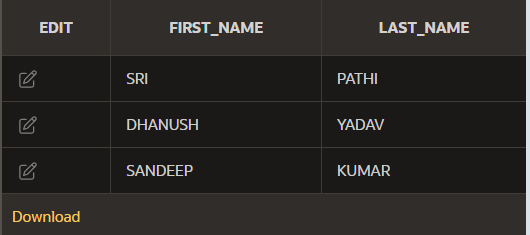 EDIT FIRST_NAME LAST_NAME
SRI PATHI
DHANUSH YADAV
SANDEEP KUMAR
Download